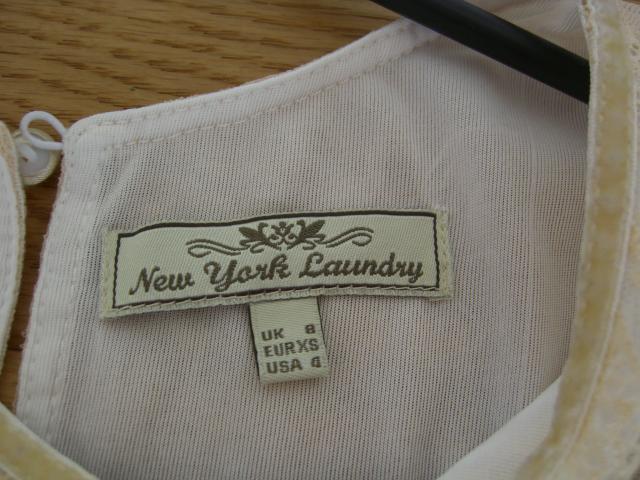 New York Laundry
UK 8
EUR XS
USA 4